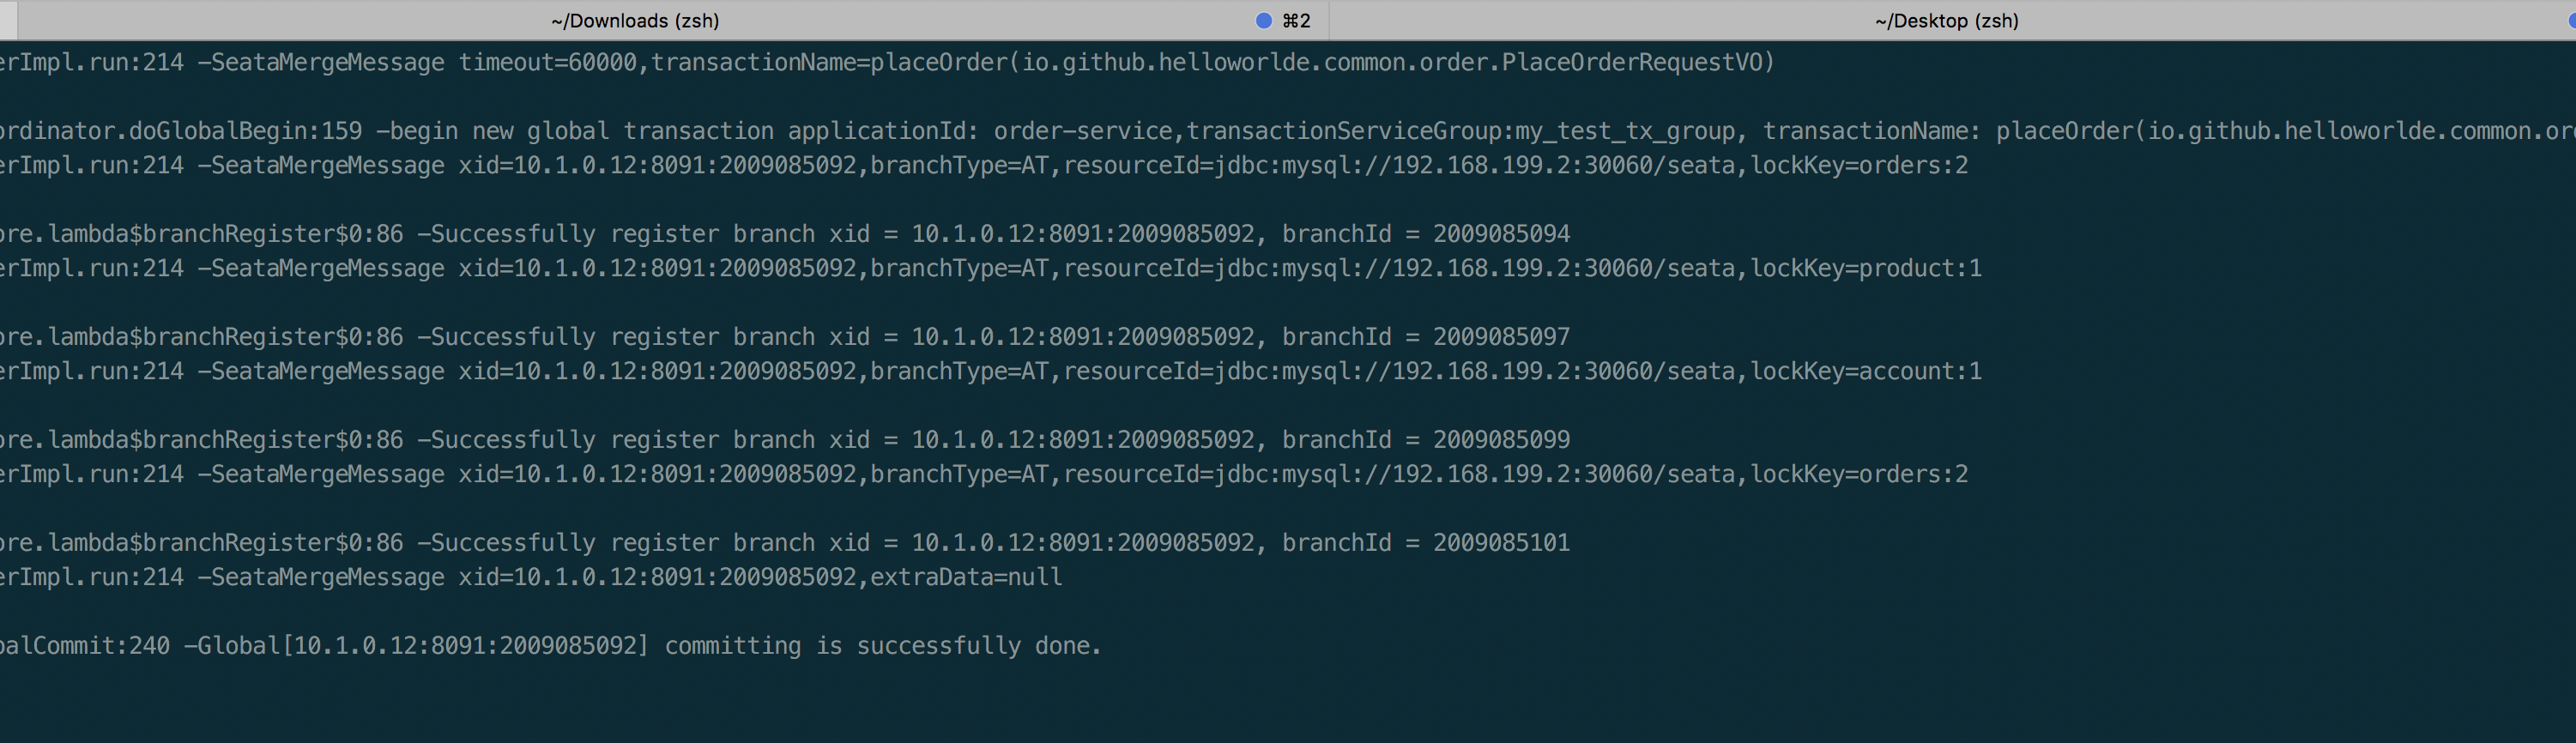 ~/Downloads (zsh) ⌘2 ~/Desktop (zsh)
erImpl.run:214 —SeataMergeMessage timeout=60000,transactionName=placeOrder(io.github.helloworlde.common.order.PlaceOrderRequestVO)
ordinator.doGlobalBegin:159 —begin new global transaction applicationId: order-service,transactionServiceGroup:my_test_tx_group, transactionName: placeOrder(io.github.helloworlde.common.ord
erImpl.run:214 —SeataMergeMessage xid=10.1.0.12:8091:2009085092,branchType=AT,resourceId=jdbc:mysql://192.168.199.2:30060/seata,lockKey=orders:2
ore.lambda$branchRegister$0:86 —Successfully register branch xid = 10.1.0.12:8091:2009085092, branchId = 2009085094
erImpl.run:214 —SeataMergeMessage xid=10.1.0.12:8091:2009085092,branchType=AT,resourceId=jdbc:mysql://192.168.199.2:30060/seata,lockKey=product:1
ore.lambda$branchRegister$0:86 —Successfully register branch xid = 10.1.0.12:8091:2009085092, branchId = 2009085097
erImpl.run:214 —SeataMergeMessage xid=10.1.0.12:8091:2009085092,branchType=AT,resourceId=jdbc:mysql://192.168.199.2:30060/seata,lockKey=account:1
ore.lambda$branchRegister$0:86 —Successfully register branch xid = 10.1.0.12:8091:2009085092, branchId = 2009085099
erImpl.run:214 —SeataMergeMessage xid=10.1.0.12:8091:2009085092,branchType=AT,resourceId=jdbc:mysql://192.168.199.2:30060/seata,lockKey=orders:2
ore.lambda$branchRegister$0:86 —Successfully register branch xid = 10.1.0.12:8091:2009085092, branchId = 2009085101
erImpl.run:214 —SeataMergeMessage xid=10.1.0.12:8091:2009085092,extraData=null
balCommit:240 —Global[10.1.0.12:8091:2009085092] committing is successfully done.